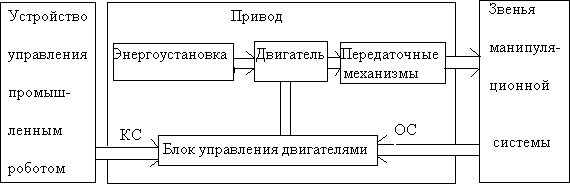 Устройство
управления
промыш-
ленным
роботом
Привод
Энергоустановка
Двигатель
Передаточные
механизмы
КС
ОС
Блок управления двигателями
Звенья
манипуля-
ционной
системы